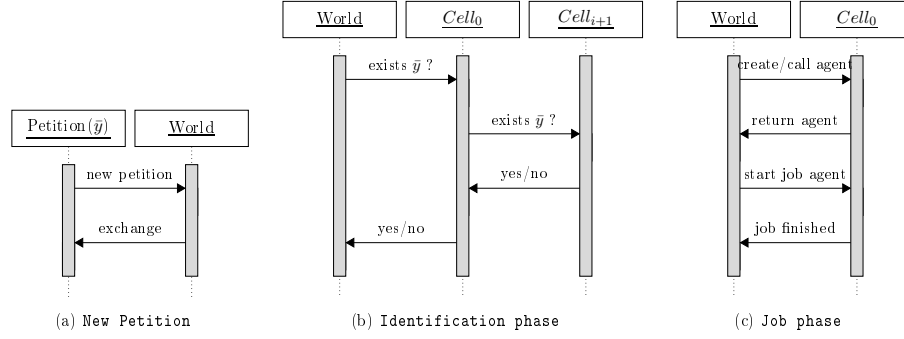 Petition(ȳ) World
new petition
exchange
(a) New Petition
World Cell₀ Cellᵢ₊₁
exists ȳ ?
exists ȳ ?
yes/no
yes/no
(b) Identification phase
World Cell₀
create/call agent
return agent
start job agent
job finished
(c) Job phase